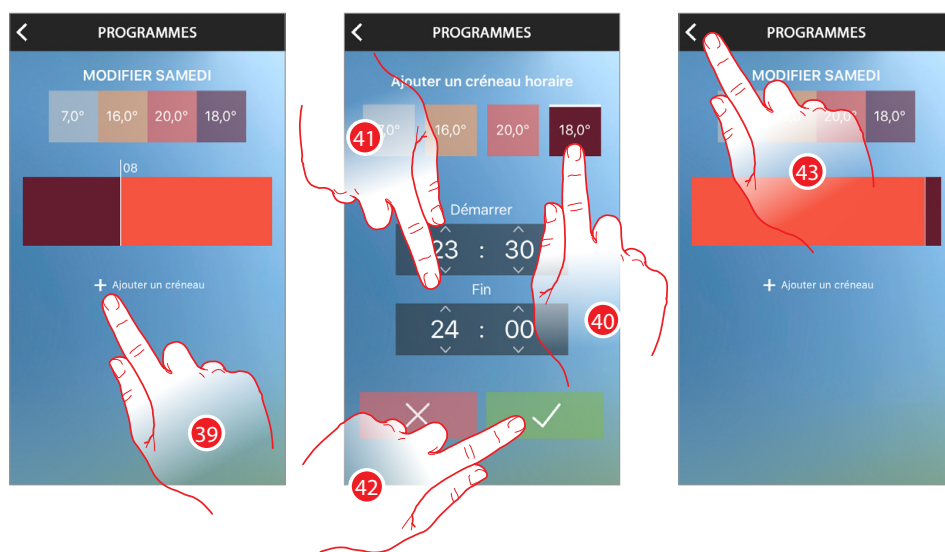 PROGRAMMES
MODIFIER SAMEDI
7,0° 16,0° 20,0° 18,0°
08
+ Ajouter un créneau
39
PROGRAMMES
Ajouter un créneau horaire
16,0° 20,0° 18,0°
41
Démarrer
23 : 30
Fin
24 : 00
40
42
PROGRAMMES
MODIFIER SAMEDI
20,0° 18,0°
43
+ Ajouter un créneau